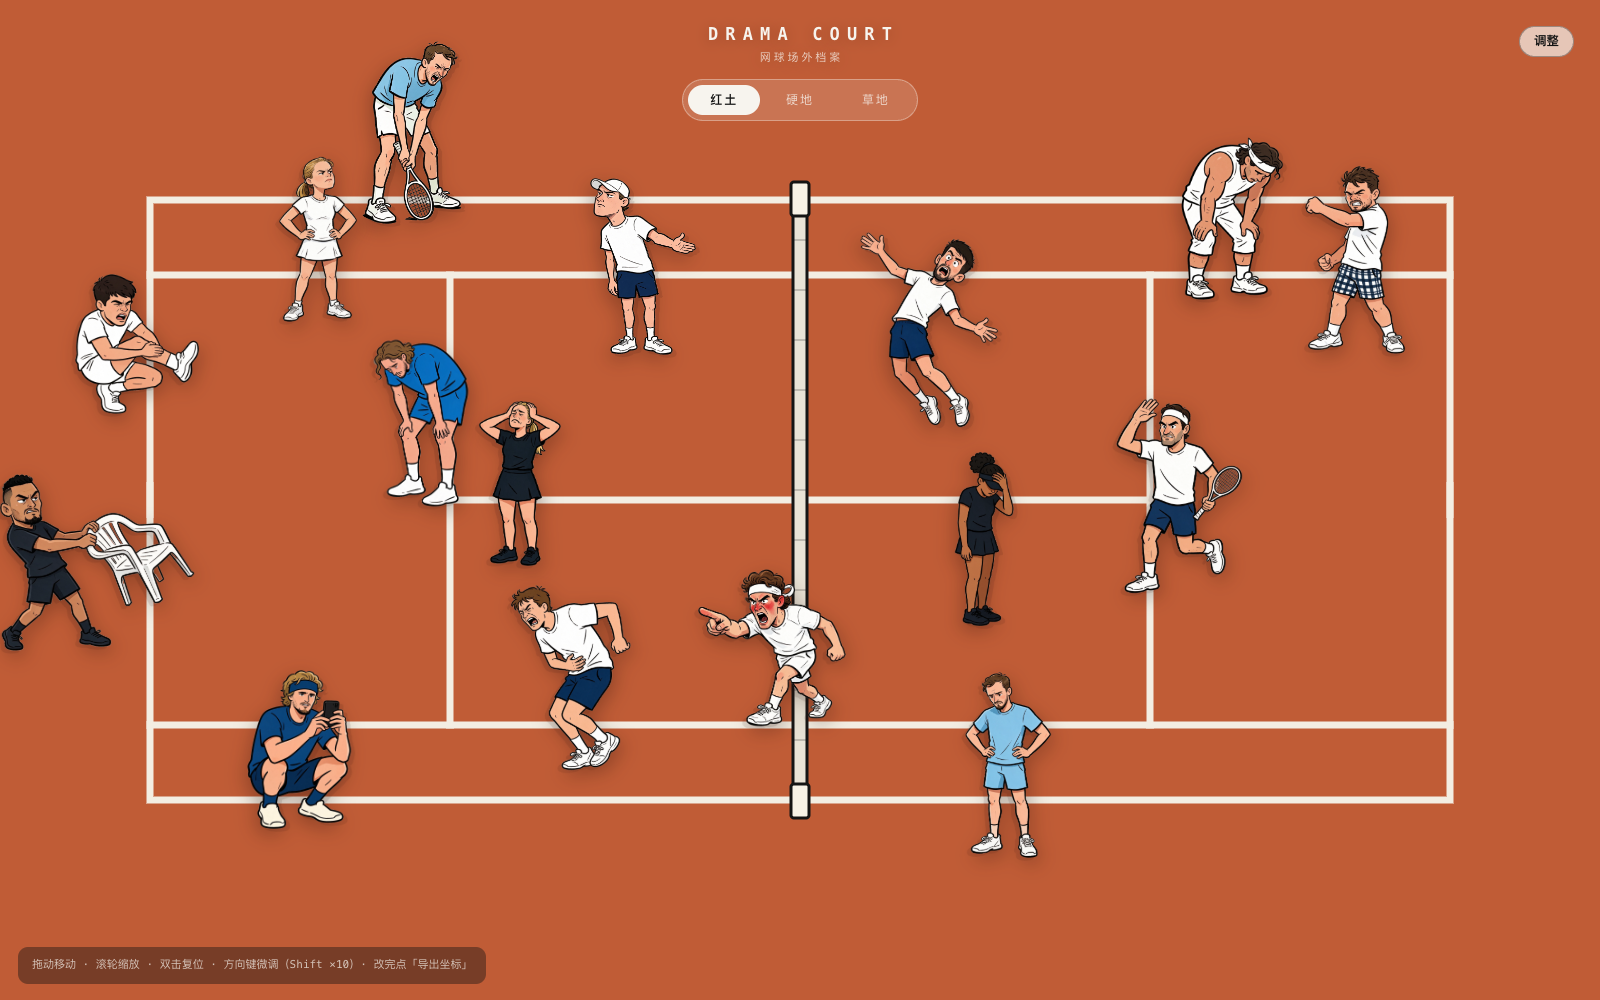 DRAMA COURT
网球场外档案
调整
红土 硬地 草地
拖动移动 · 滚轮缩放 · 双击复位 · 方向键微调 (Shift ×10) · 改完点「导出坐标」